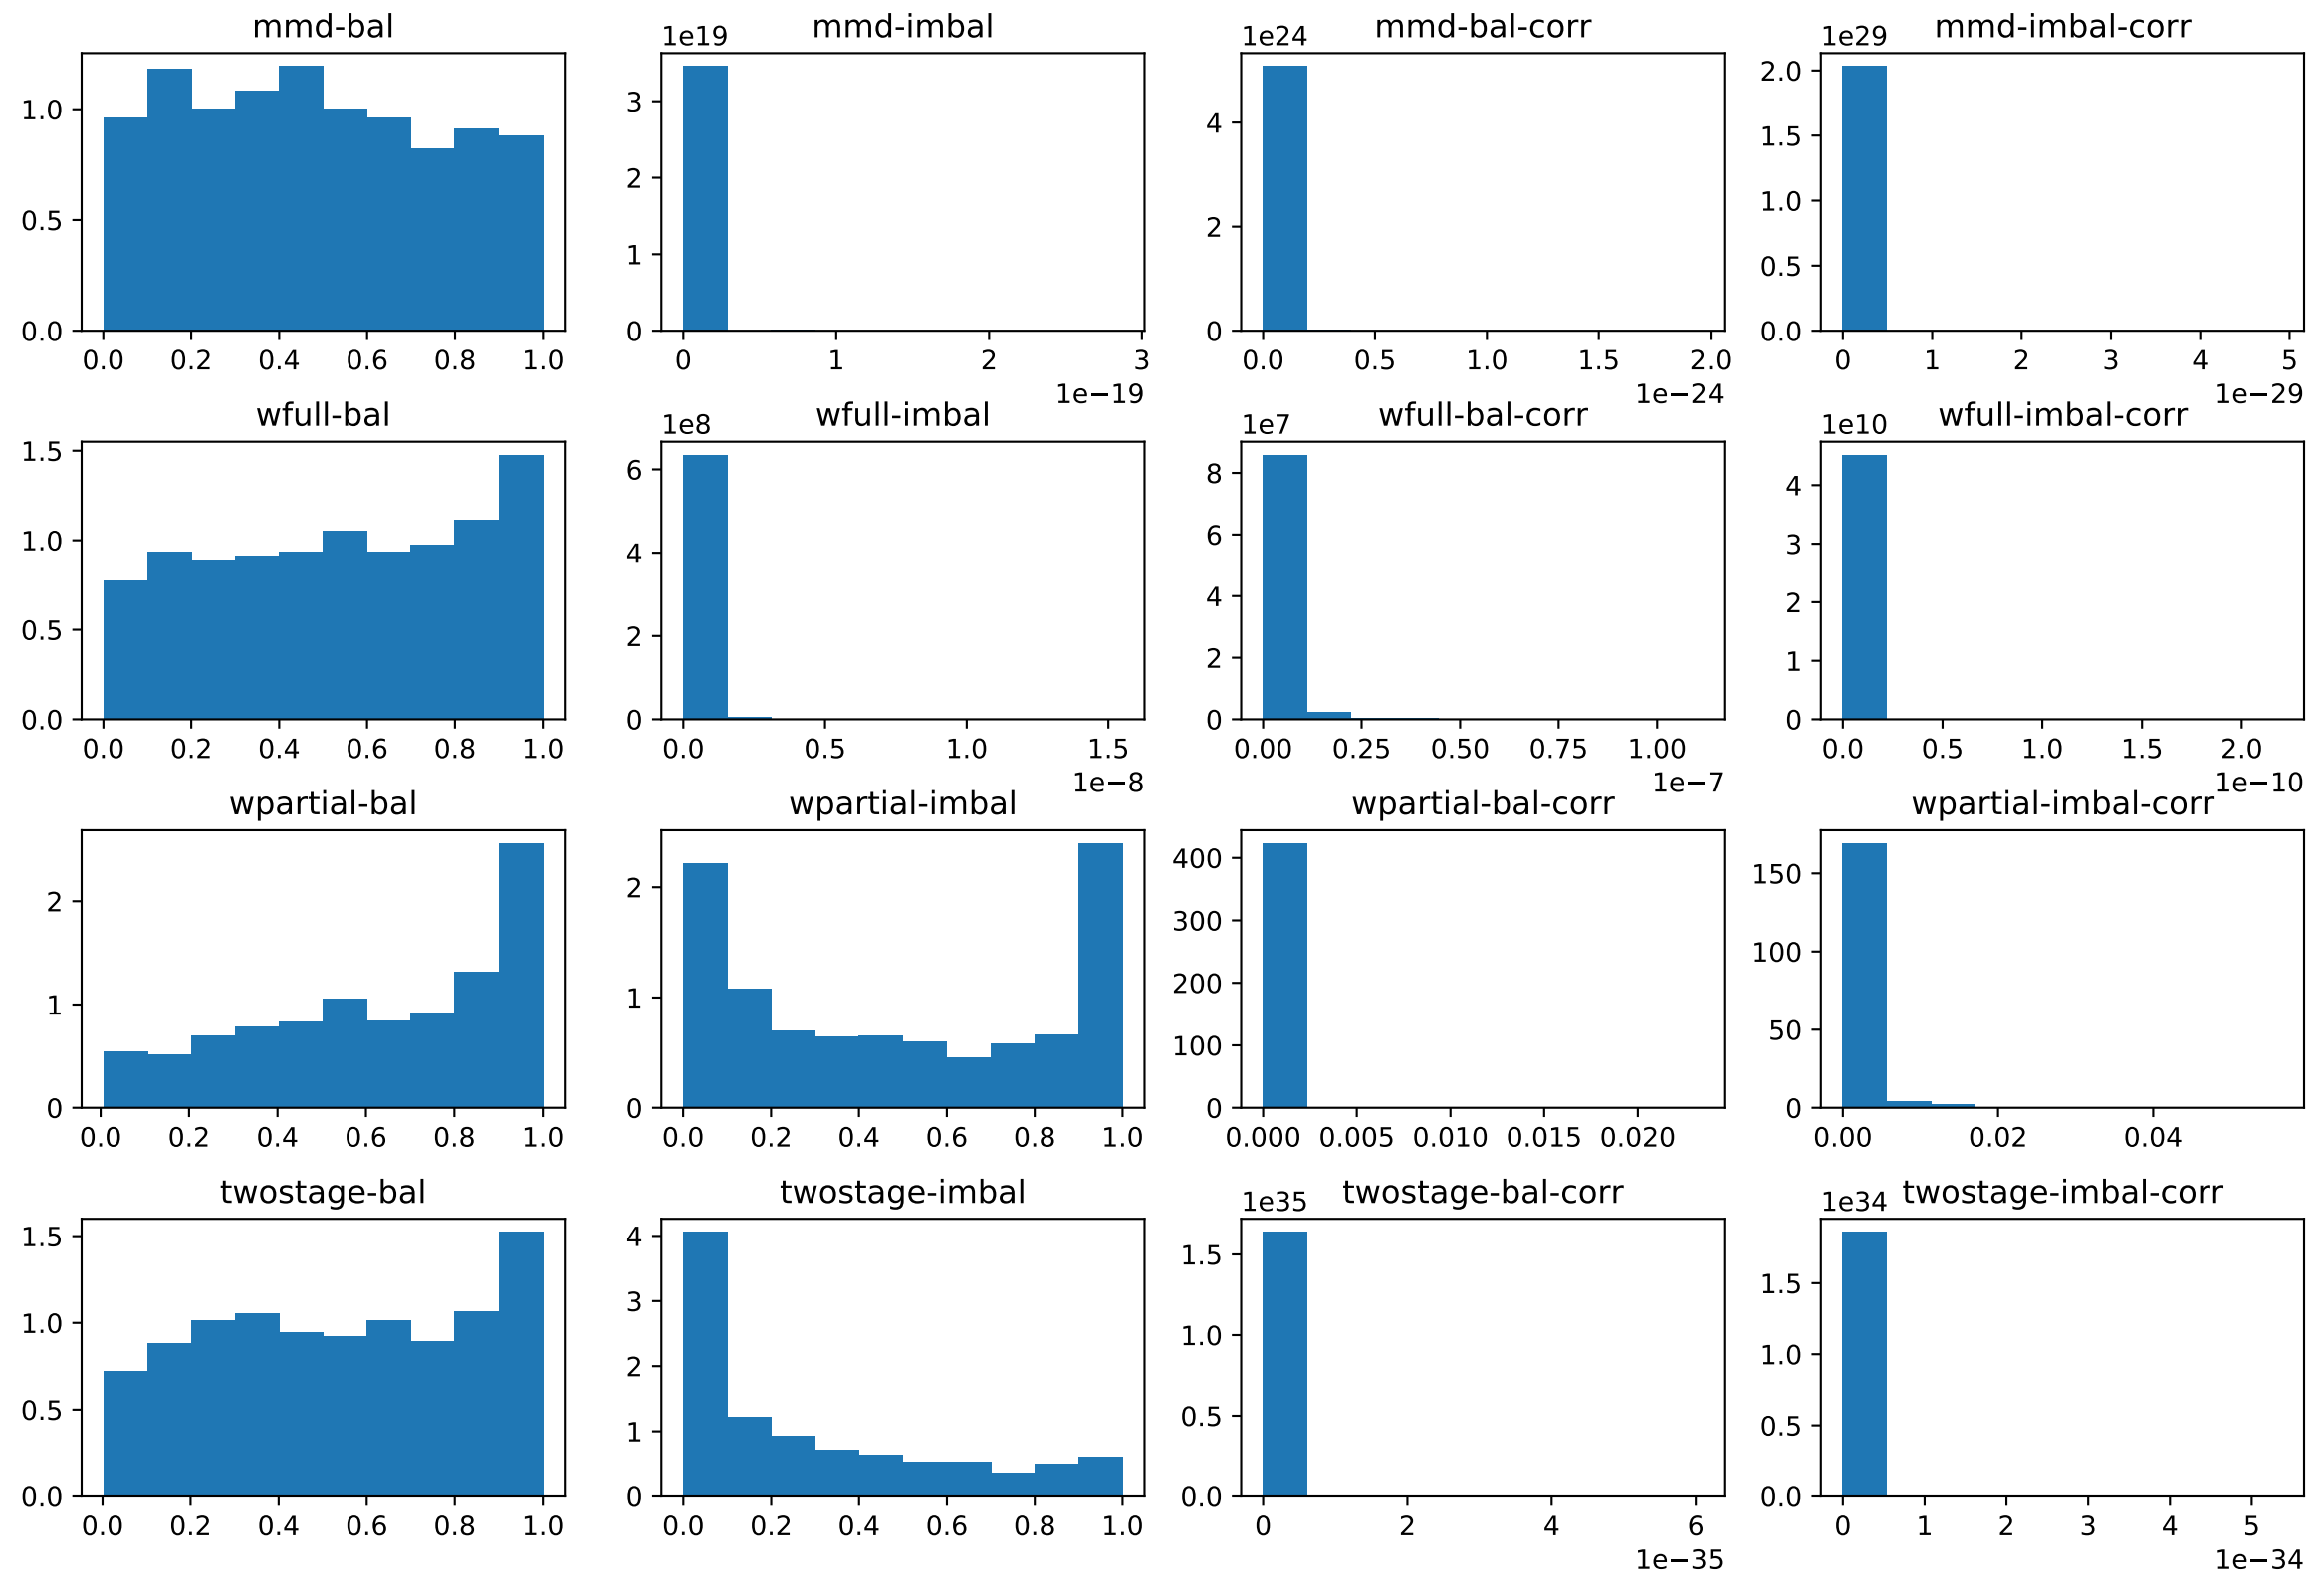 mmd-bal
1.0
0.5
0.0
0.0 0.2 0.4 0.6 0.8 1.0
mmd-imbal
1e19
3
2
1
0
0 1 2 3
1e−19
mmd-bal-corr
1e24
4
2
0
0.0 0.5 1.0 1.5 2.0
1e−24
mmd-imbal-corr
1e29
2.0
1.5
1.0
0.5
0.0
0 1 2 3 4 5
1e−29
wfull-bal
1.5
1.0
0.5
0.0
0.0 0.2 0.4 0.6 0.8 1.0
wfull-imbal
1e8
6
4
2
0
0.0 0.5 1.0 1.5
1e−8
wfull-bal-corr
1e7
8
6
4
2
0
0.00 0.25 0.50 0.75 1.00
1e−7
wfull-imbal-corr
1e10
4
3
2
1
0
0.0 0.5 1.0 1.5 2.0
1e−10
wpartial-bal
2
1
0
0.0 0.2 0.4 0.6 0.8 1.0
wpartial-imbal
2
1
0
0.0 0.2 0.4 0.6 0.8 1.0
wpartial-bal-corr
400
300
200
100
0
0.000 0.005 0.010 0.015 0.020
wpartial-imbal-corr
150
100
50
0
0.00 0.02 0.04
twostage-bal
1.5
1.0
0.5
0.0
0.0 0.2 0.4 0.6 0.8 1.0
twostage-imbal
4
3
2
1
0
0.0 0.2 0.4 0.6 0.8 1.0
twostage-bal-corr
1e35
1.5
1.0
0.5
0.0
0 2 4 6
1e−35
twostage-imbal-corr
1e34
1.5
1.0
0.5
0.0
0 1 2 3 4 5
1e−34